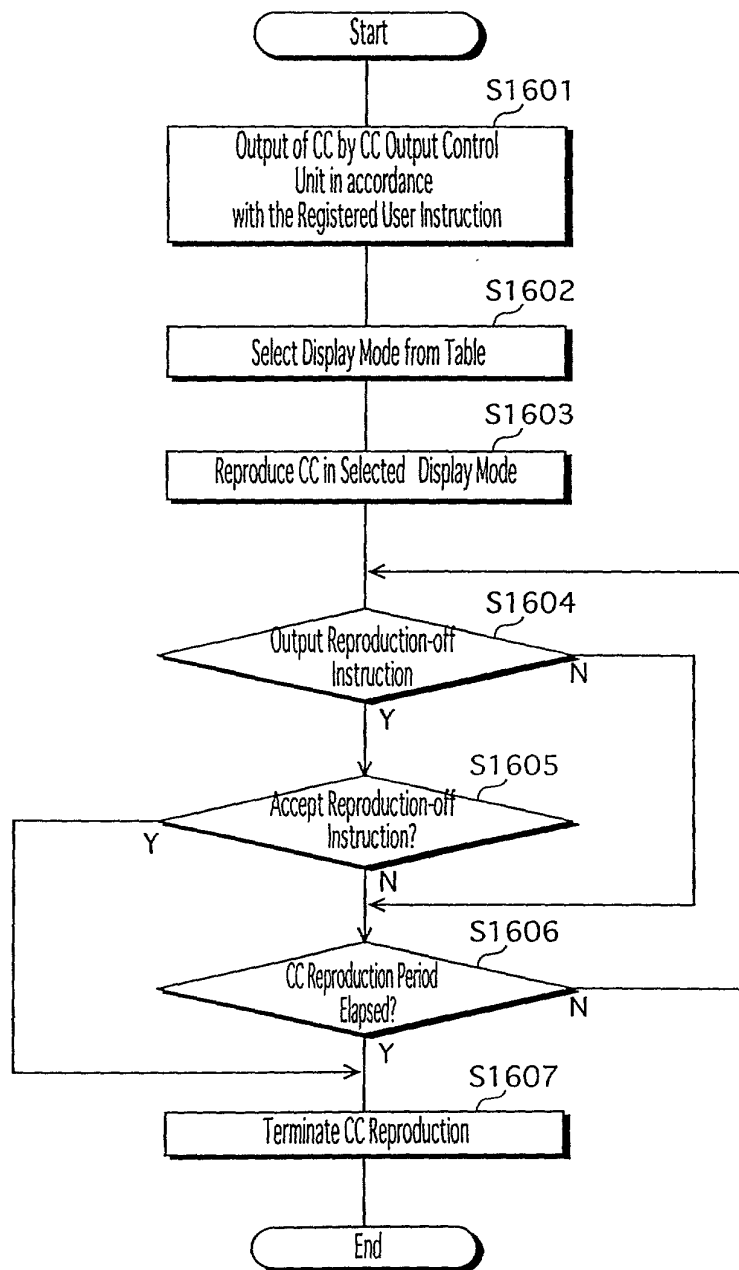 Start
S1601
Output of CC by CC Output Control
Unit in accordance
with the Registered User Instruction
S1602
Select Display Mode from Table
S1603
Reproduce CC in Selected Display Mode
S1604
Output Reproduction-off
Instruction
N
Y
S1605
Accept Reproduction-off
Instruction?
Y
N
S1606
CC Reproduction Period
Elapsed?
N
Y
S1607
Terminate CC Reproduction
End